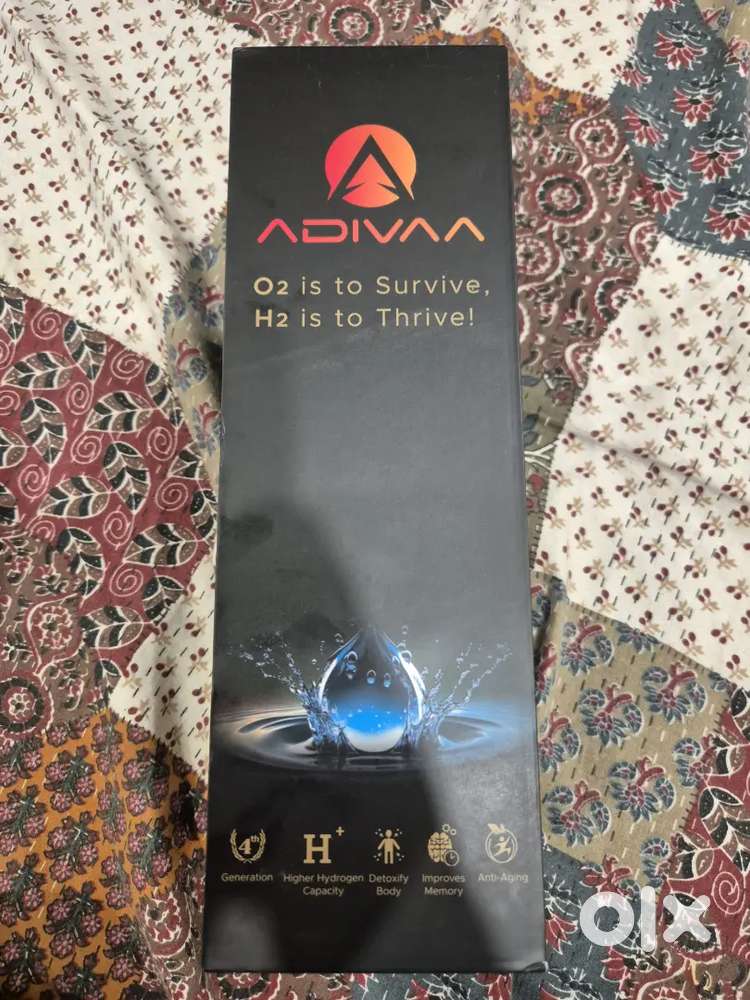 ADIVAA
O2 is to Survive,
H2 is to Thrive!
4th
Generation
H+
Higher Hydrogen
Capacity
Detoxify
Body
Improves
Memory
Anti-Aging
olx